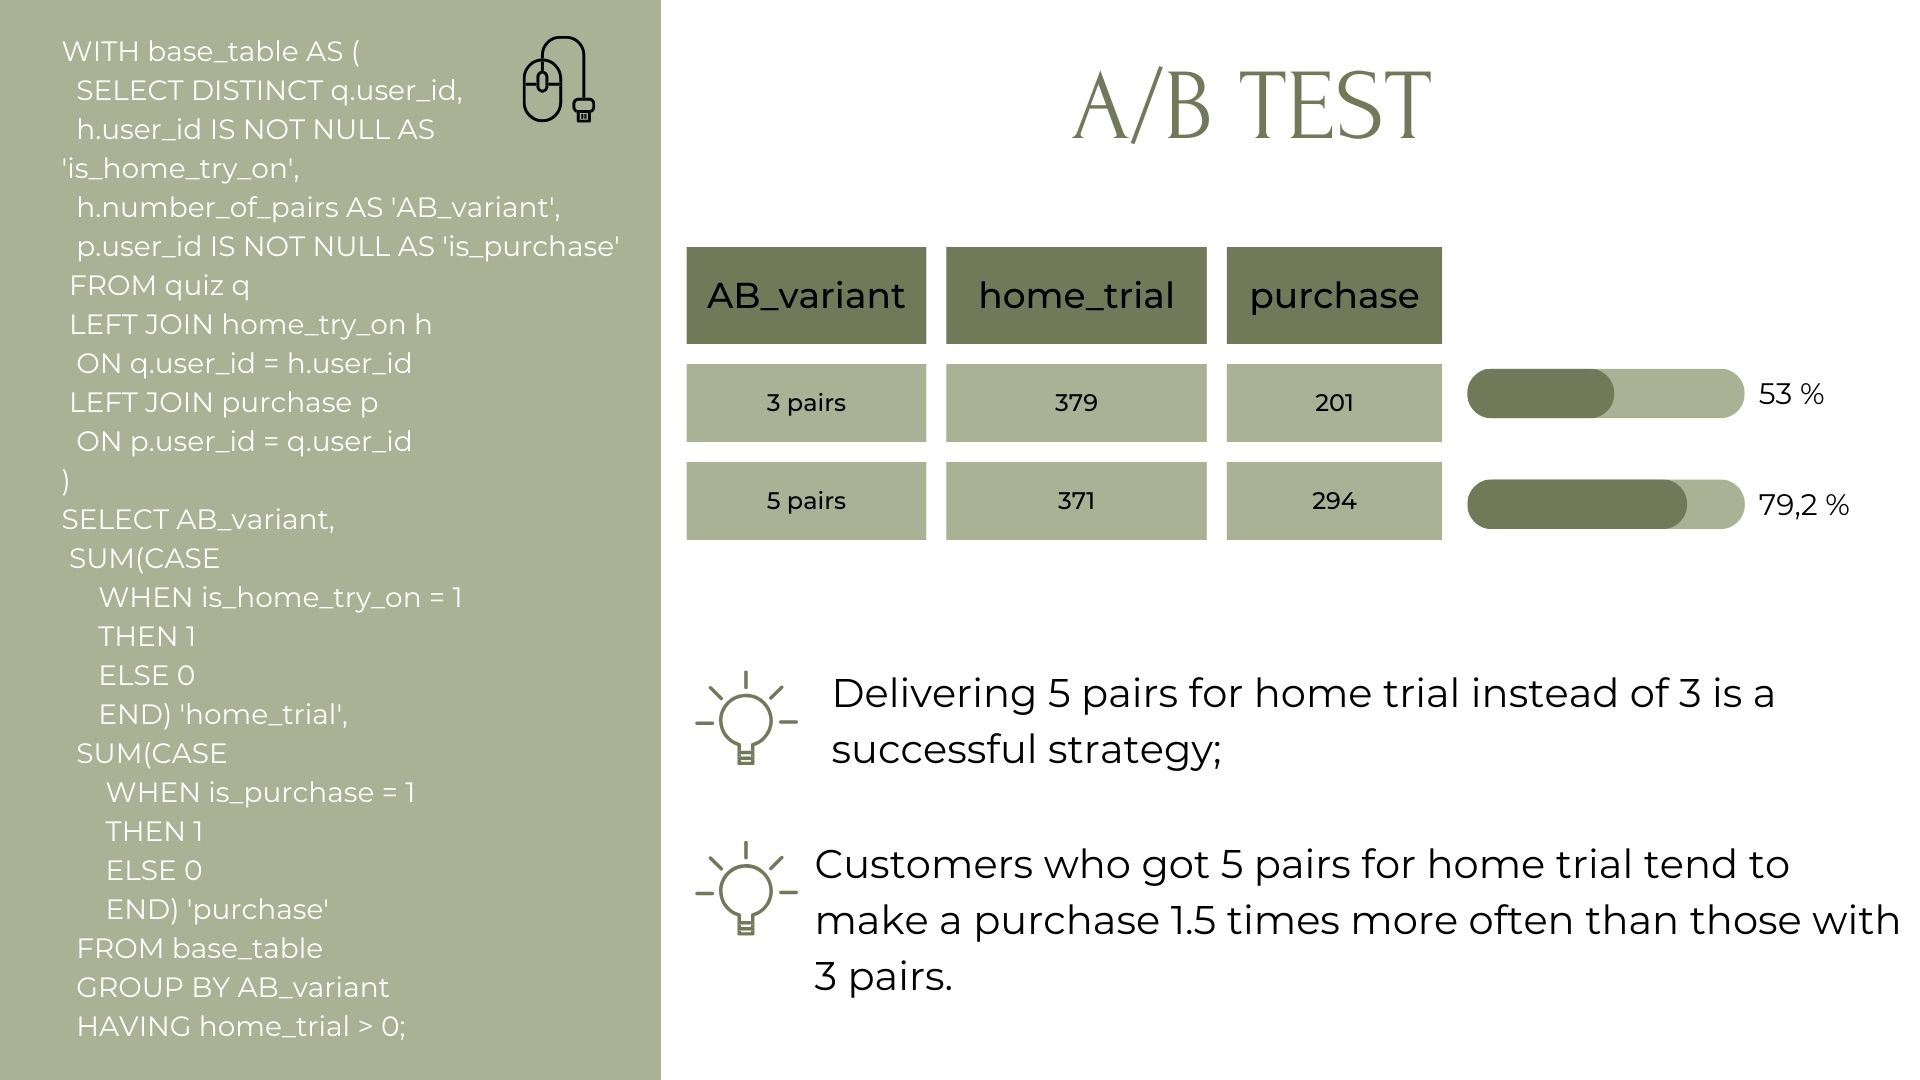 WITH base_table AS (
SELECT DISTINCT q.user_id,
h.user_id IS NOT NULL AS
'is_home_try_on',
h.number_of_pairs AS 'AB_variant',
p.user_id IS NOT NULL AS 'is_purchase'
FROM quiz q
LEFT JOIN home_try_on h
ON q.user_id = h.user_id
LEFT JOIN purchase p
ON p.user_id = q.user_id
)
SELECT AB_variant,
SUM(CASE
WHEN is_home_try_on = 1
THEN 1
ELSE 0
END) 'home_trial',
SUM(CASE
WHEN is_purchase = 1
THEN 1
ELSE 0
END) 'purchase'
FROM base_table
GROUP BY AB_variant
HAVING home_trial > 0;
A/B TEST
AB_variant home_trial purchase
3 pairs 379 201 53 %
5 pairs 371 294 79,2 %
Delivering 5 pairs for home trial instead of 3 is a
successful strategy;
Customers who got 5 pairs for home trial tend to
make a purchase 1.5 times more often than those with
3 pairs.